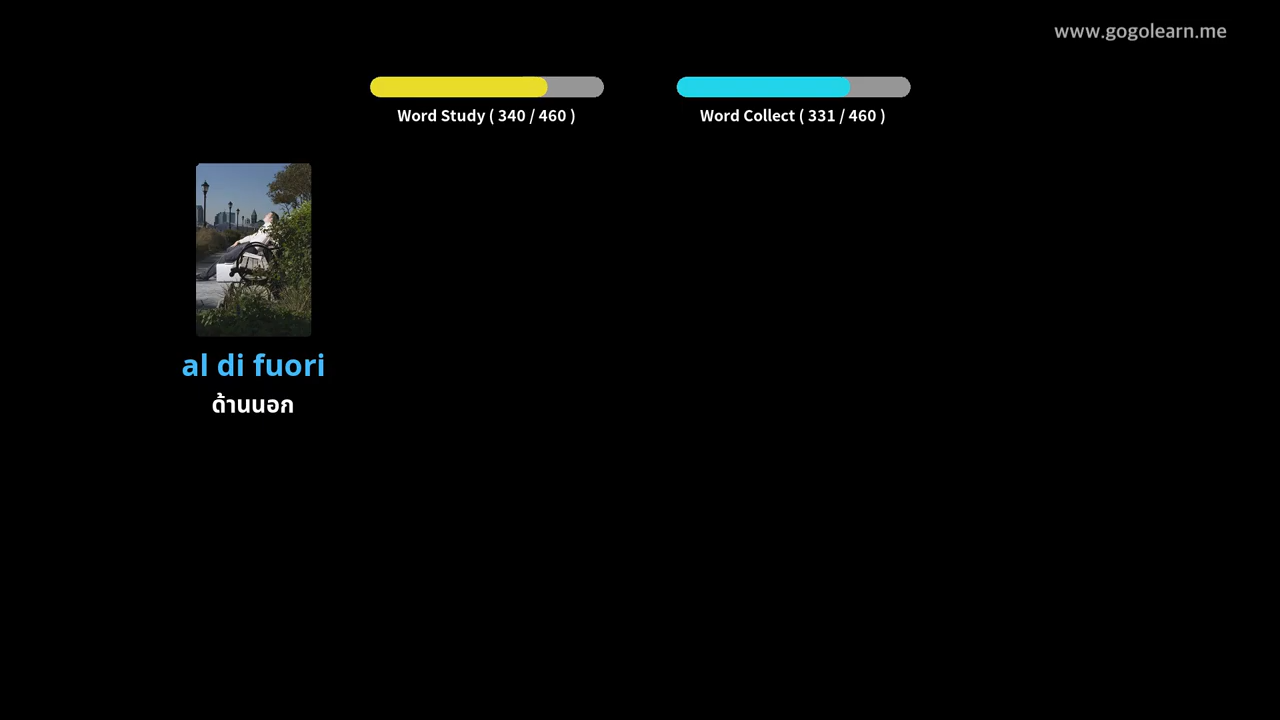 www.gogolearn.me
Word Study ( 340 / 460 )
Word Collect ( 331 / 460 )
al di fuori
ด้านนอก